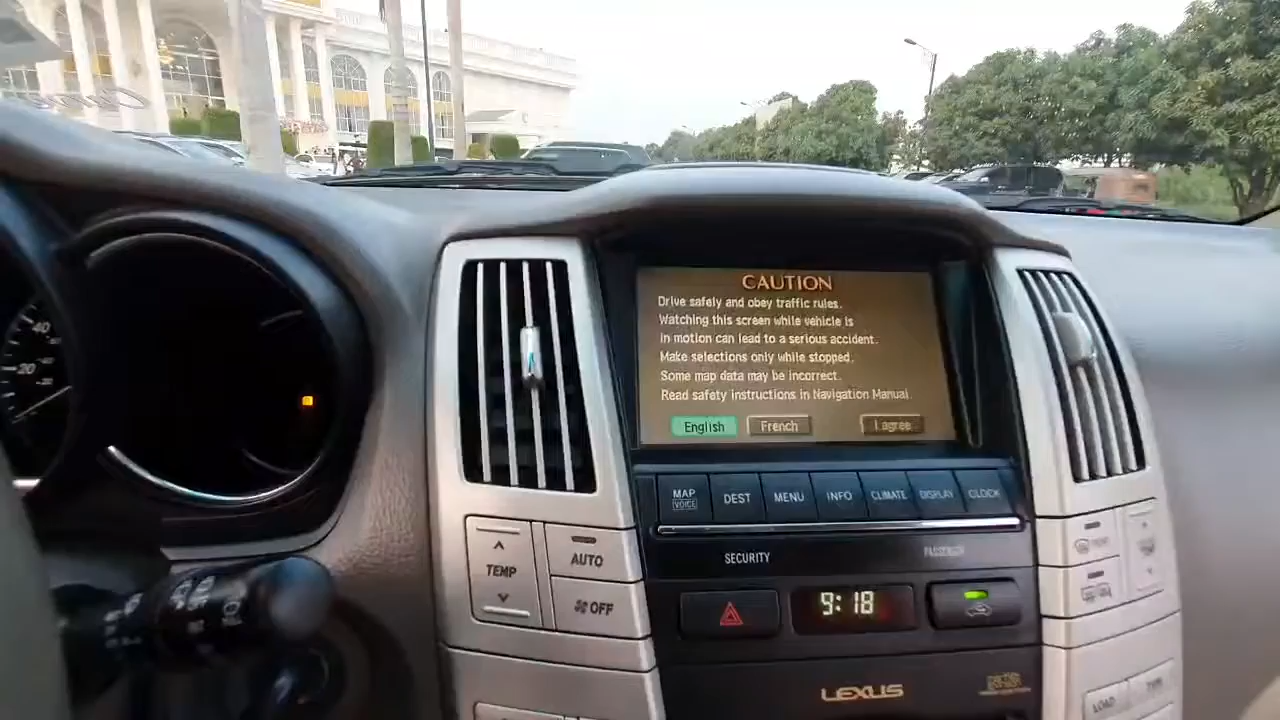 CAUTION
Drive safely and obey traffic rules.
Watching this screen while vehicle is
in motion can lead to a serious accident.
Make selections only while stopped.
Some map data may be incorrect.
Read safety instructions in Navigation Manual.
English French I agree
MAP VOICE DEST MENU INFO CLIMATE DISPLAY CLOCK
SECURITY
40
20
TEMP AUTO
OFF
9:18
LEXUS
LOAD TYPE